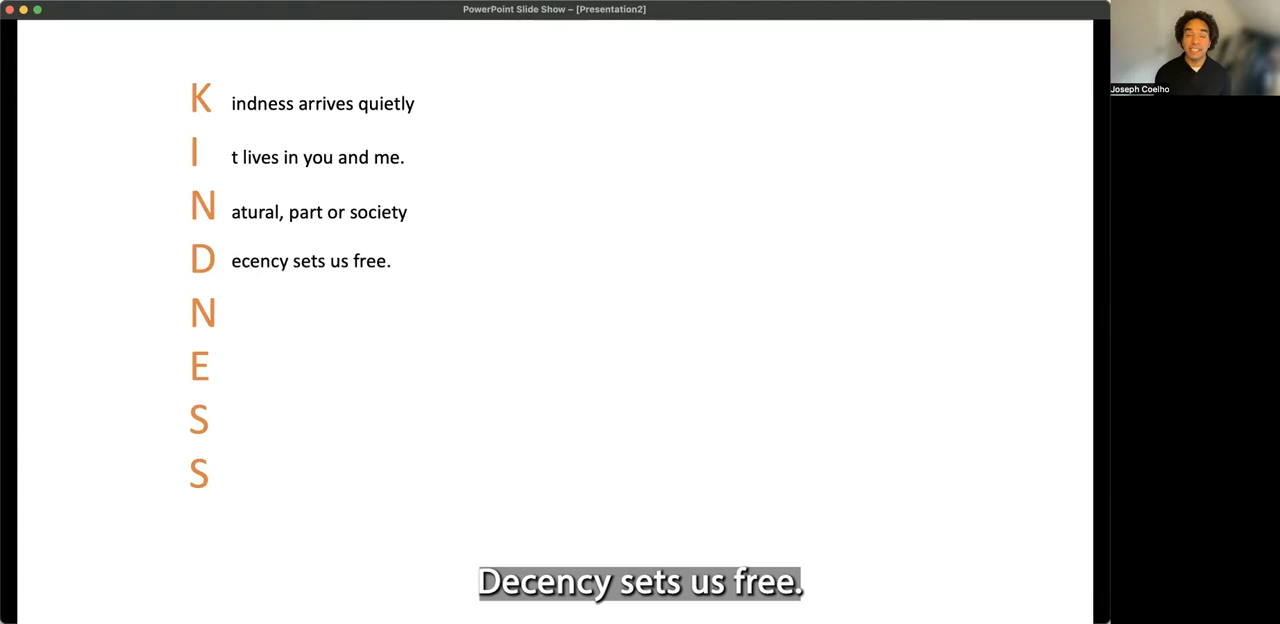 PowerPoint Slide Show – [Presentation2]
Joseph Coelho
K indness arrives quietly
I t lives in you and me.
N atural, part or society
D ecency sets us free.
N
E
S
S
Decency sets us free.